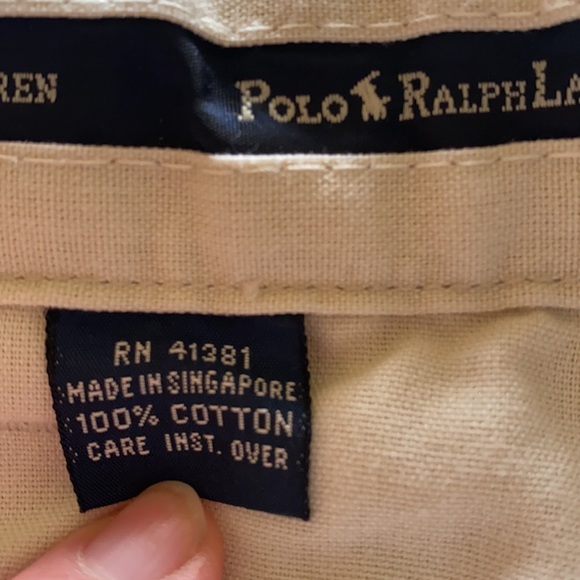 REN POLO RALPH LA
RN 41381
MADE IN SINGAPORE
100% COTTON
CARE INST. OVER